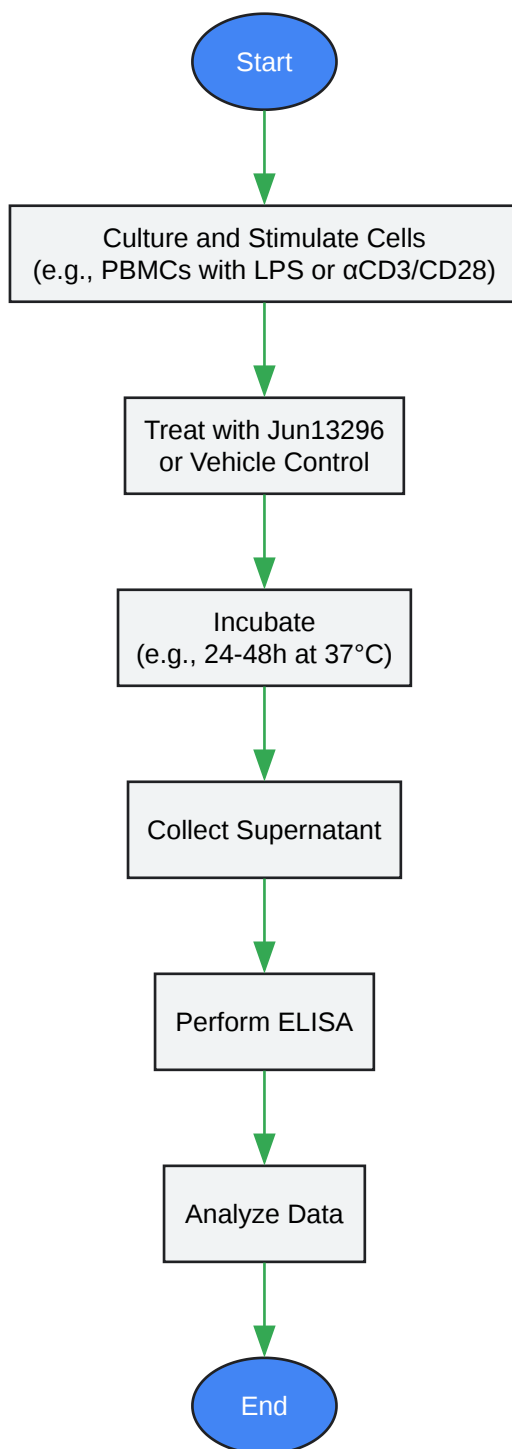 Start
Culture and Stimulate Cells
(e.g., PBMCs with LPS or αCD3/CD28)
Treat with Jun13296
or Vehicle Control
Incubate
(e.g., 24-48h at 37°C)
Collect Supernatant
Perform ELISA
Analyze Data
End